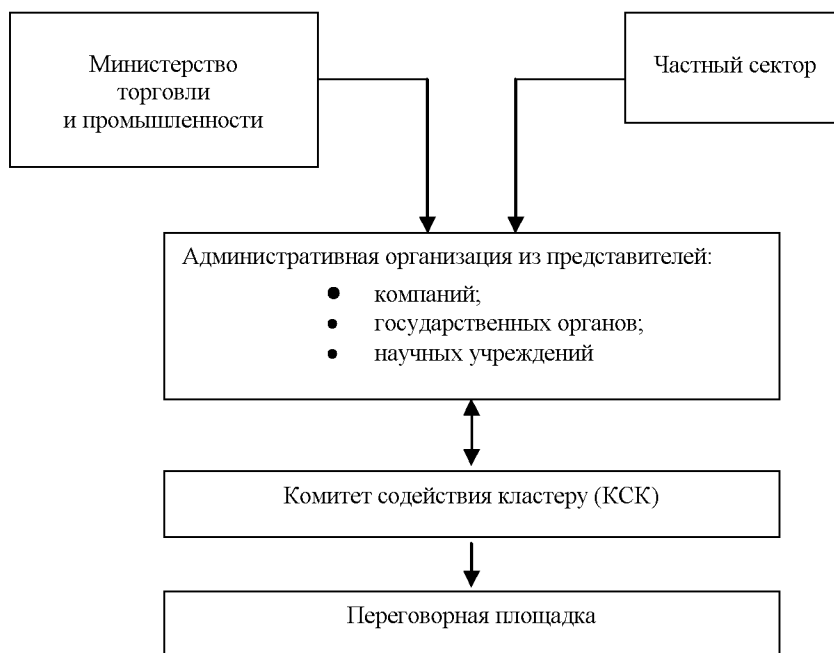 Министерство
торговли
и промышленности
Частный сектор
Административная организация из представителей:
● компаний;
● государственных органов;
● научных учреждений
Комитет содействия кластеру (КСК)
Переговорная площадка